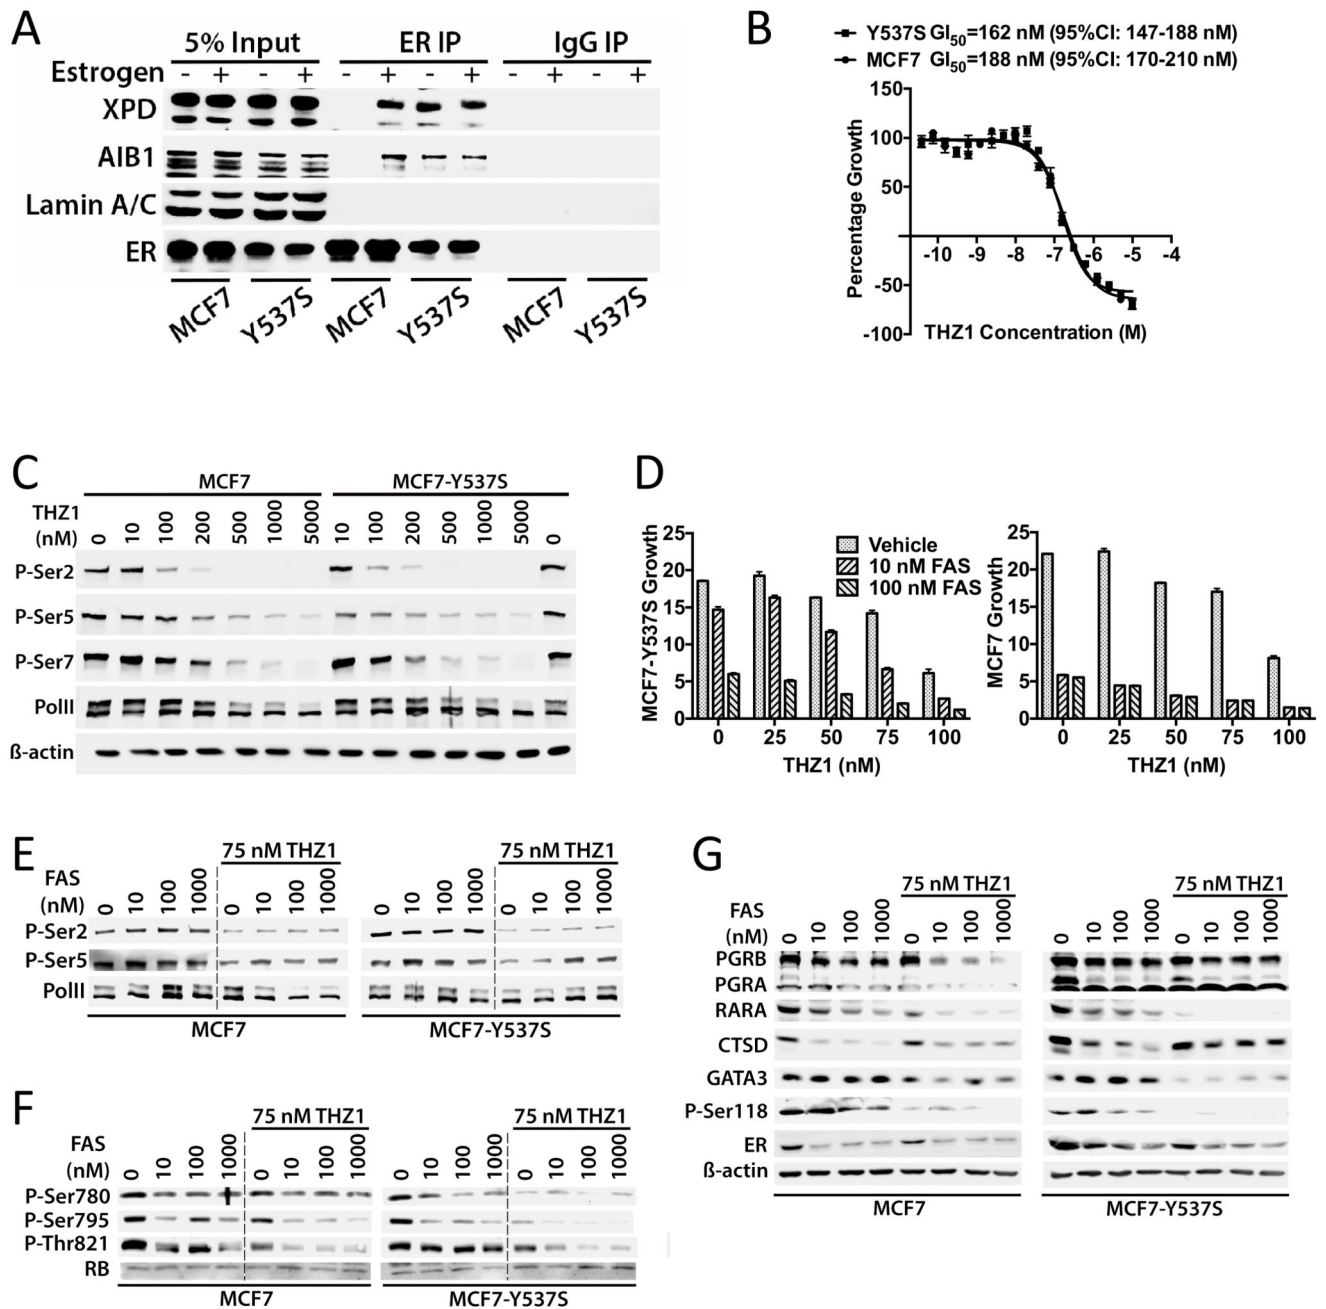 A
5% Input ER IP IgG IP
Estrogen - + - + - + - + - + - +
XPD
AIB1
Lamin A/C
ER
MCF7 Y537S MCF7 Y537S MCF7 Y537S
B
Y537S GI50=162 nM (95%CI: 147-188 nM)
MCF7 GI50=188 nM (95%CI: 170-210 nM)
Percentage Growth
150
100
50
-50
-100
-10 -9 -8 -7 -6 -5 -4
THZ1 Concentration (M)
C
MCF7 MCF7-Y537S
THZ1
(nM)
0 10 100 200 500 1000 5000 10 100 200 500 1000 5000 0
P-Ser2
P-Ser5
P-Ser7
PolII
ß-actin
D
MCF7-Y537S Growth
25
20
15
10
5
0
0 25 50 75 100
THZ1 (nM)
Vehicle
10 nM FAS
100 nM FAS
MCF7 Growth
25
20
15
10
5
0
0 25 50 75 100
THZ1 (nM)
E
75 nM THZ1 75 nM THZ1
FAS
(nM)
0 10 100 1000 0 10 100 1000 0 10 100 1000 0 10 100 1000
P-Ser2
P-Ser5
PolII
MCF7 MCF7-Y537S
F
75 nM THZ1 75 nM THZ1
FAS
(nM)
0 10 100 1000 0 10 100 1000 0 10 100 1000 0 10 100 1000
P-Ser780
P-Ser795
P-Thr821
RB
MCF7 MCF7-Y537S
G
75 nM THZ1 75 nM THZ1
FAS
(nM)
0 10 100 1000 0 10 100 1000 0 10 100 1000 0 10 100 1000
PGRB
PGRA
RARA
CTSD
GATA3
P-Ser118
ER
ß-actin
MCF7 MCF7-Y537S